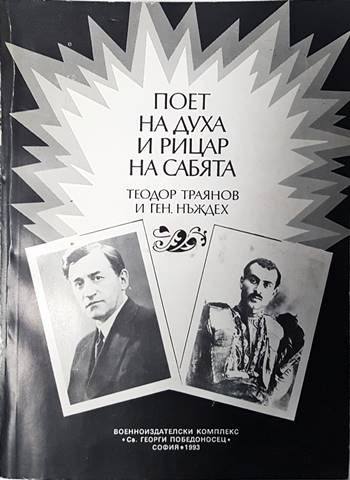 ПОЕТ
НА ДУХА
И РИЦАР
НА САБЯТА
ТЕОДОР ТРАЯНОВ
И ГЕН. НЪЖДЕХ
ВОЕННОИЗДАТЕЛСКИ КОМПЛЕКС
«Св. ГЕОРГИ ПОБЕДОНОСЕЦ»
СОФИЯ • 1993